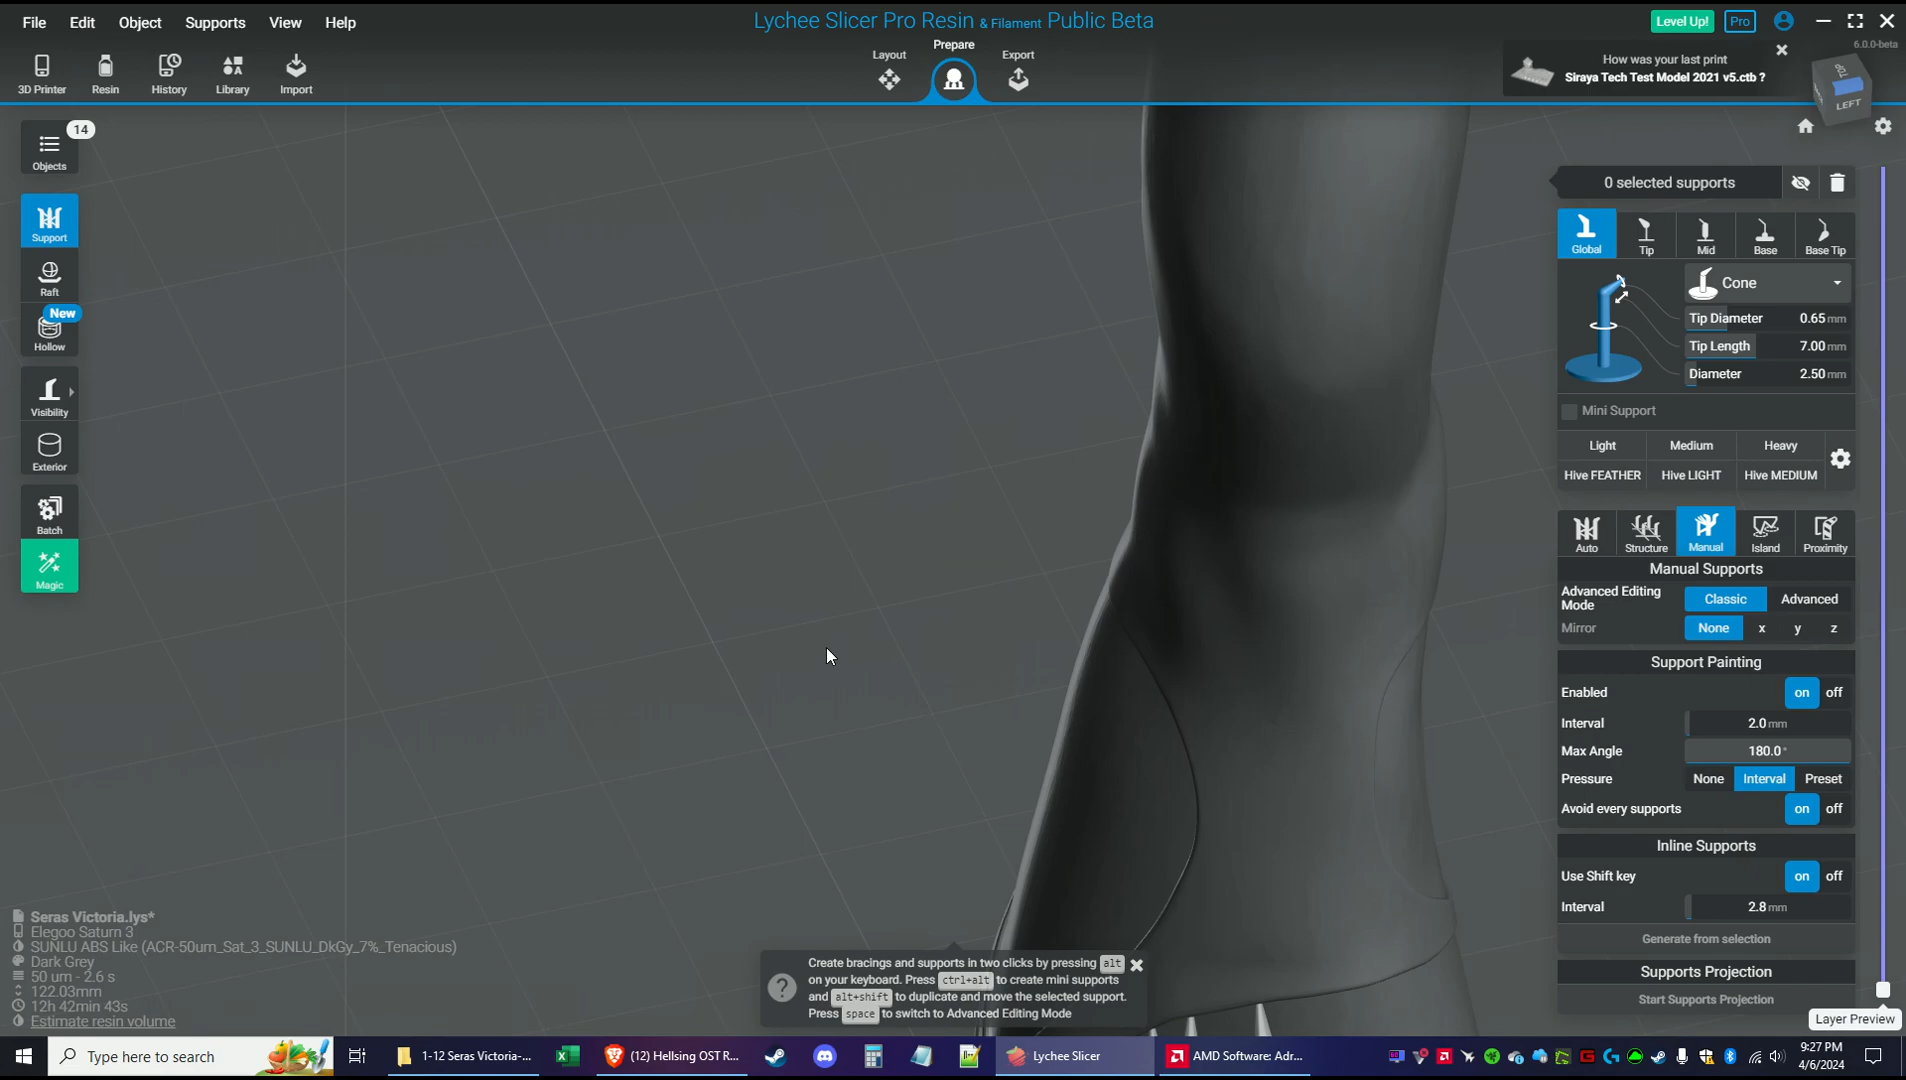 File Edit Object Supports View Help
Lychee Slicer Pro Resin & Filament Public Beta
Level Up! Pro
6.0.0-beta
3D Printer Resin History Library Import
Layout Prepare Export
How was your last print
Siraya Tech Test Model 2021 v5.ctb ?
LEFT
Objects 14
Support
Raft
New
Hollow
Visibility
Exterior
Batch
Magic
0 selected supports
Global Tip Mid Base Base Tip
Cone
Tip Diameter 0.65 mm
Tip Length 7.00 mm
Diameter 2.50 mm
Mini Support
Light Medium Heavy
Hive FEATHER Hive LIGHT Hive MEDIUM
Auto Structure Manual Island Proximity
Manual Supports
Advanced Editing Mode Classic Advanced
Mirror None x y z
Support Painting
Enabled on off
Interval 2.0 mm
Max Angle 180.0 °
Pressure None Interval Preset
Avoid every supports on off
Inline Supports
Use Shift key on off
Interval 2.8 mm
Generate from selection
Supports Projection
Start Supports Projection
Layer Preview
Seras Victoria.lys*
Elegoo Saturn 3
SUNLU ABS Like (ACR-50um_Sat_3_SUNLU_DkGy_7%_Tenacious)
Dark Grey
50 um - 2.6 s
122.03mm
12h 42min 43s
Estimate resin volume
Create bracings and supports in two clicks by pressing alt
on your keyboard. Press ctrl+alt to create mini supports
and alt+shift to duplicate and move the selected support.
Press space to switch to Advanced Editing Mode
Type here to search
1-12 Seras Victoria-...
(12) Hellsing OST R...
Lychee Slicer
AMD Software: Adr...
9:27 PM
4/6/2024